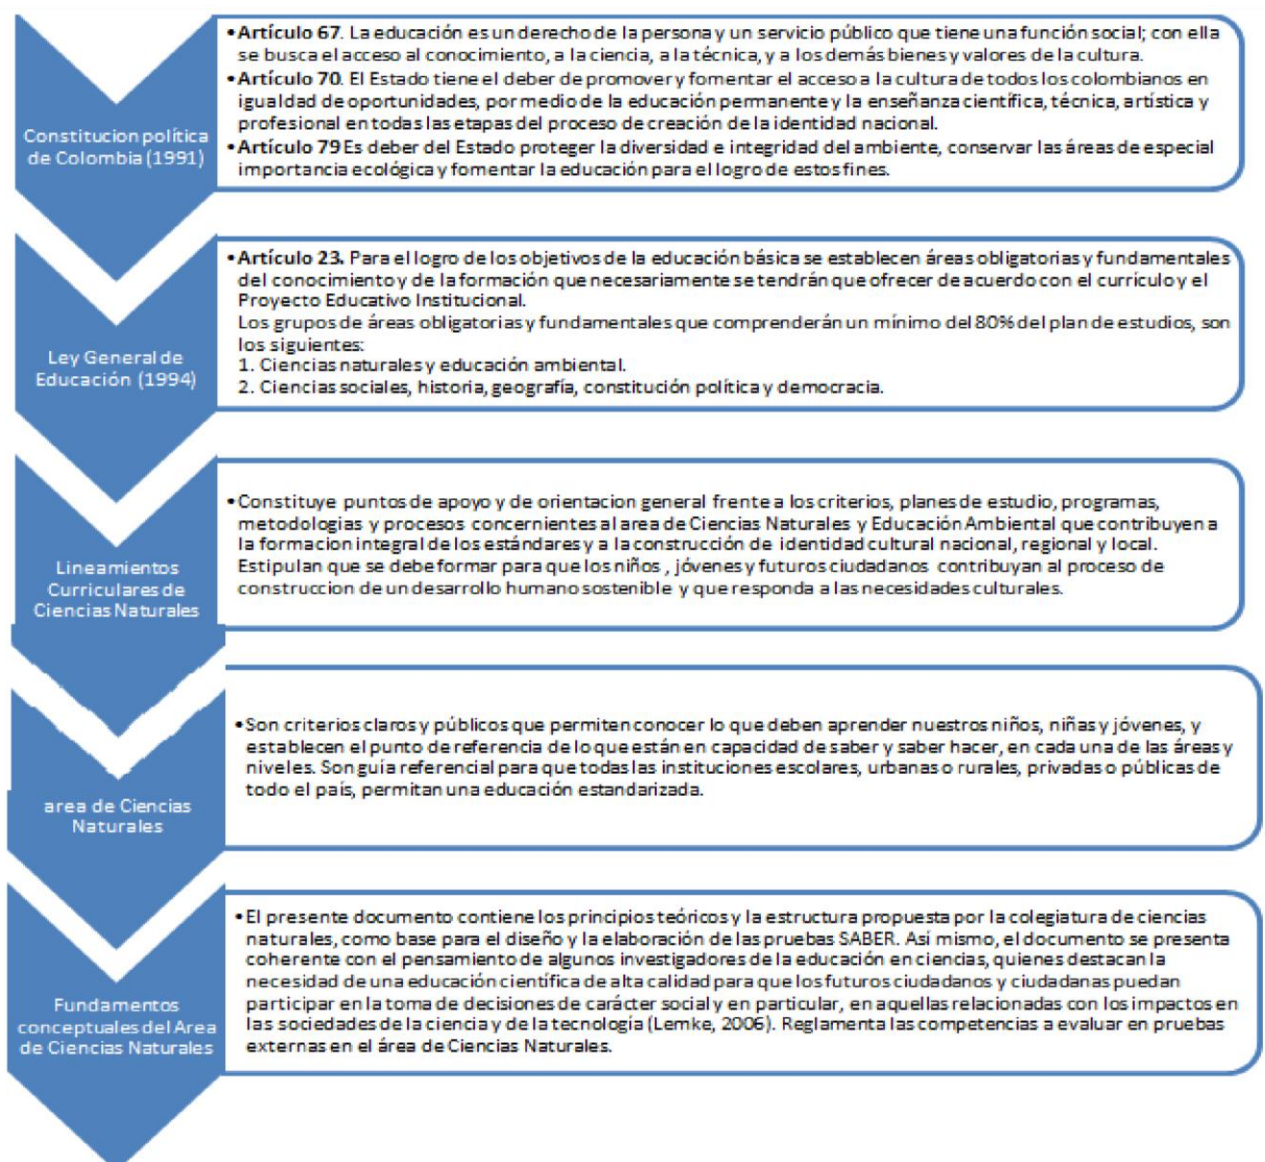 Constitucion política
de Colombia (1991)
•Artículo 67. La educación es un derecho de la persona y un servicio público que tiene una función social; con ella
se busca el acceso al conocimiento, a la ciencia, a la técnica, y a los demás bienes y valores de la cultura.
•Artículo 70. El Estado tiene el deber de promover y fomentar el acceso a la cultura de todos los colombianos en
igualdad de oportunidades, por medio de la educación permanente y la enseñanza científica, técnica, artística y
profesional en todas las etapas del proceso de creación de la identidad nacional.
•Artículo 79 Es deber del Estado proteger la diversidad e integridad del ambiente, conservar las áreas de especial
importancia ecológica y fomentar la educación para el logro de estos fines.
Ley General de
Educación (1994)
•Artículo 23. Para el logro de los objetivos de la educación básica se establecen áreas obligatorias y fundamentales
del conocimiento y de la formación que necesariamente se tendrán que ofrecer de acuerdo con el currículo y el
Proyecto Educativo Institucional.
Los grupos de áreas obligatorias y fundamentales que comprenderán un mínimo del 80% del plan de estudios, son
los siguientes:
1. Ciencias naturales y educación ambiental.
2. Ciencias sociales, historia, geografía, constitución política y democracia.
Lineamientos
Curriculares de
Ciencias Naturales
•Constituye puntos de apoyo y de orientacion general frente a los criterios, planes de estudio, programas,
metodologias y procesos concernientes al area de Ciencias Naturales y Educación Ambiental que contribuyen a
la formacion integral de los estándares y a la construcción de identidad cultural nacional, regional y local.
Estipulan que se debe formar para que los niños , jóvenes y futuros ciudadanos contribuyan al proceso de
construccion de un desarrollo humano sostenible y que responda a las necesidades culturales.
area de Ciencias
Naturales
•Son criterios claros y públicos que permiten conocer lo que deben aprender nuestros niños, niñas y jóvenes, y
establecen el punto de referencia de lo que están en capacidad de saber y saber hacer, en cada una de las áreas y
niveles. Son guía referencial para que todas las instituciones escolares, urbanas o rurales, privadas o públicas de
todo el país, permitan una educación estandarizada.
Fundamentos
conceptuales del Area
de Ciencias Naturales
•El presente documento contiene los principios teóricos y la estructura propuesta por la colegiatura de ciencias
naturales, como base para el diseño y la elaboración de las pruebas SABER. Así mismo, el documento se presenta
coherente con el pensamiento de algunos investigadores de la educación en ciencias, quienes destacan la
necesidad de una educación científica de alta calidad para que los futuros ciudadanos y ciudadanas puedan
participar en la toma de decisiones de carácter social y en particular, en aquellas relacionadas con los impactos en
las sociedades de la ciencia y de la tecnología (Lemke, 2006). Reglamenta las competencias a evaluar en pruebas
externas en el área de Ciencias Naturales.